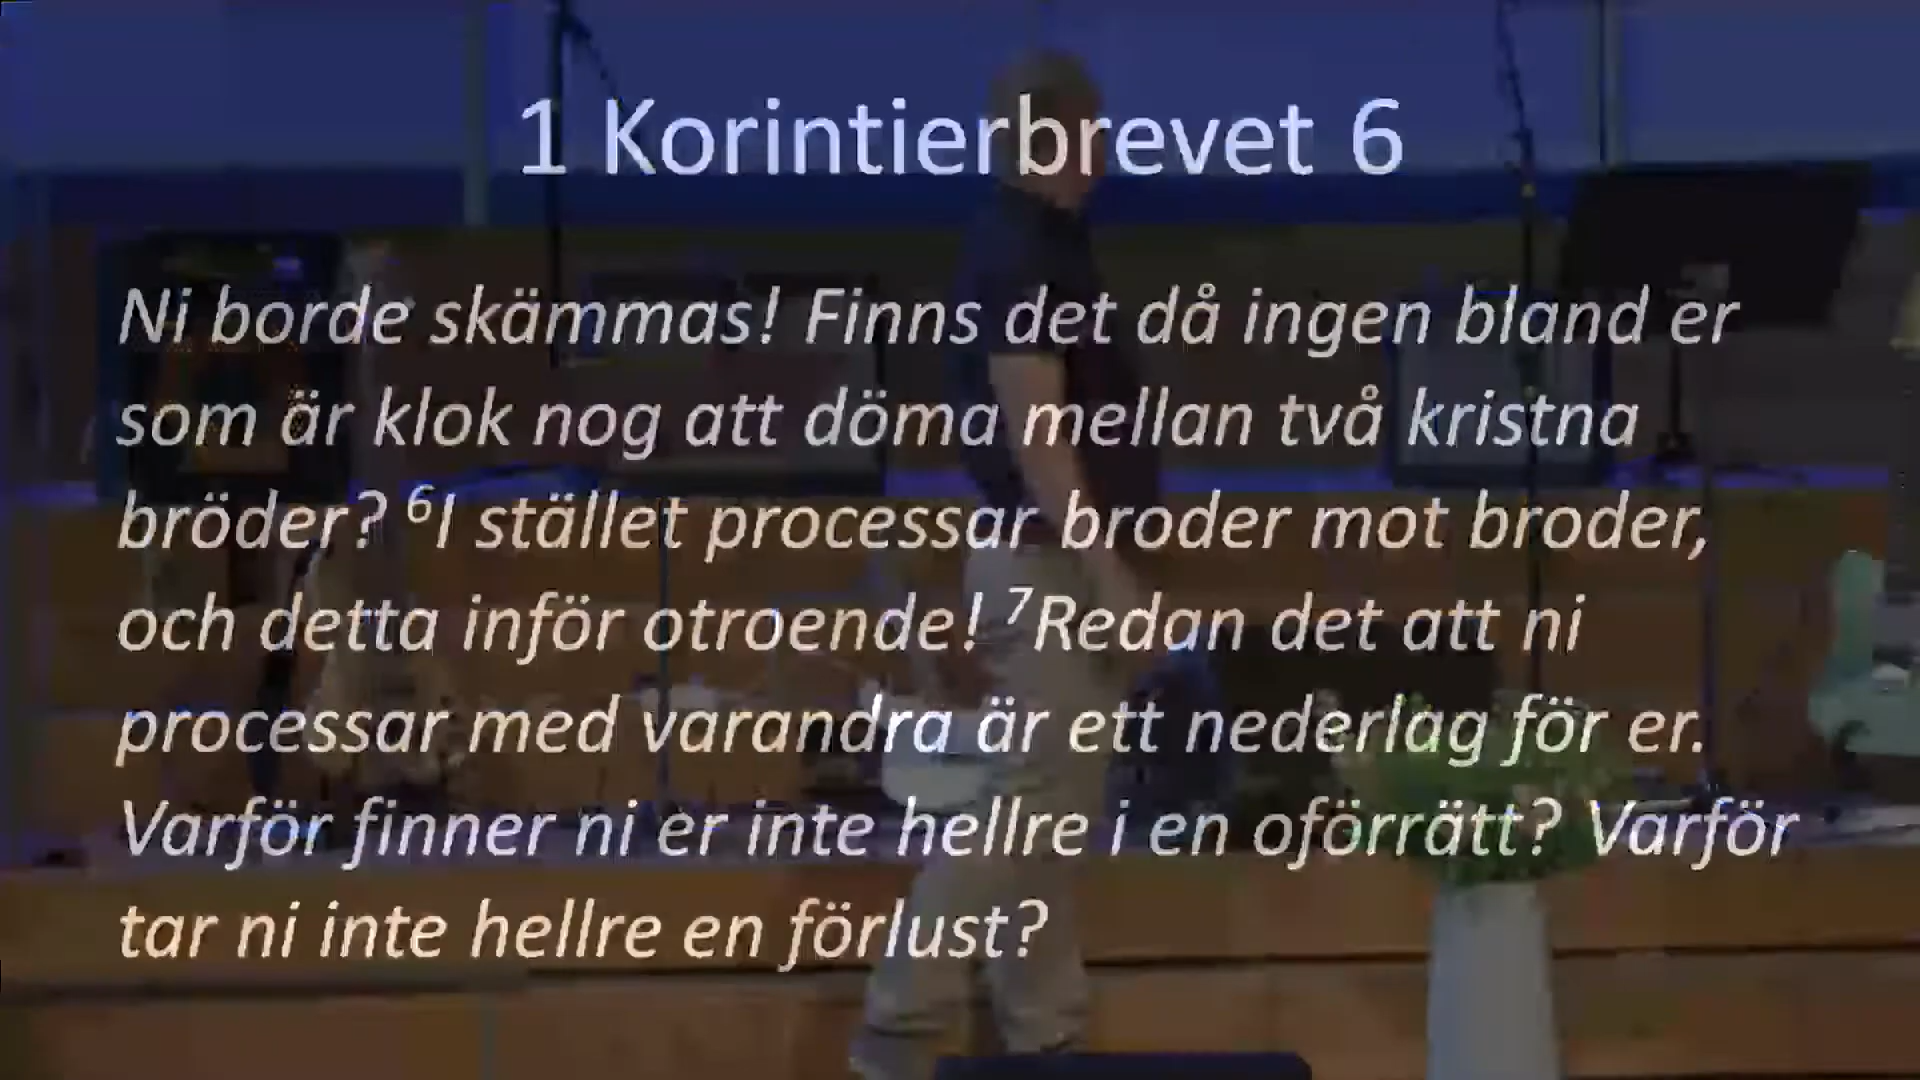 1 Korintierbrevet 6
Ni borde skämmas! Finns det då ingen bland er
som är klok nog att döma mellan två kristna
bröder? ⁶I stället processar broder mot broder,
och detta inför otroende! ⁷Redan det att ni
processar med varandra är ett nederlag för er.
Varför finner ni er inte hellre i en oförrätt? Varför
tar ni inte hellre en förlust?